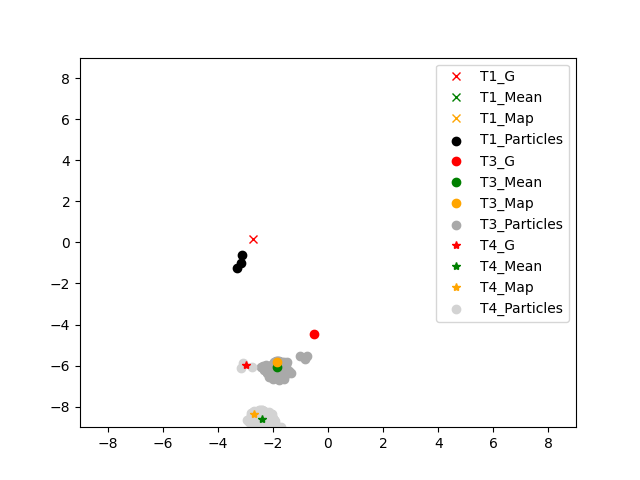 8
6
4
2
0
−2
−4
−6
−8
−8 −6 −4 −2 0 2 4 6 8
T1_G
T1_Mean
T1_Map
T1_Particles
T3_G
T3_Mean
T3_Map
T3_Particles
T4_G
T4_Mean
T4_Map
T4_Particles